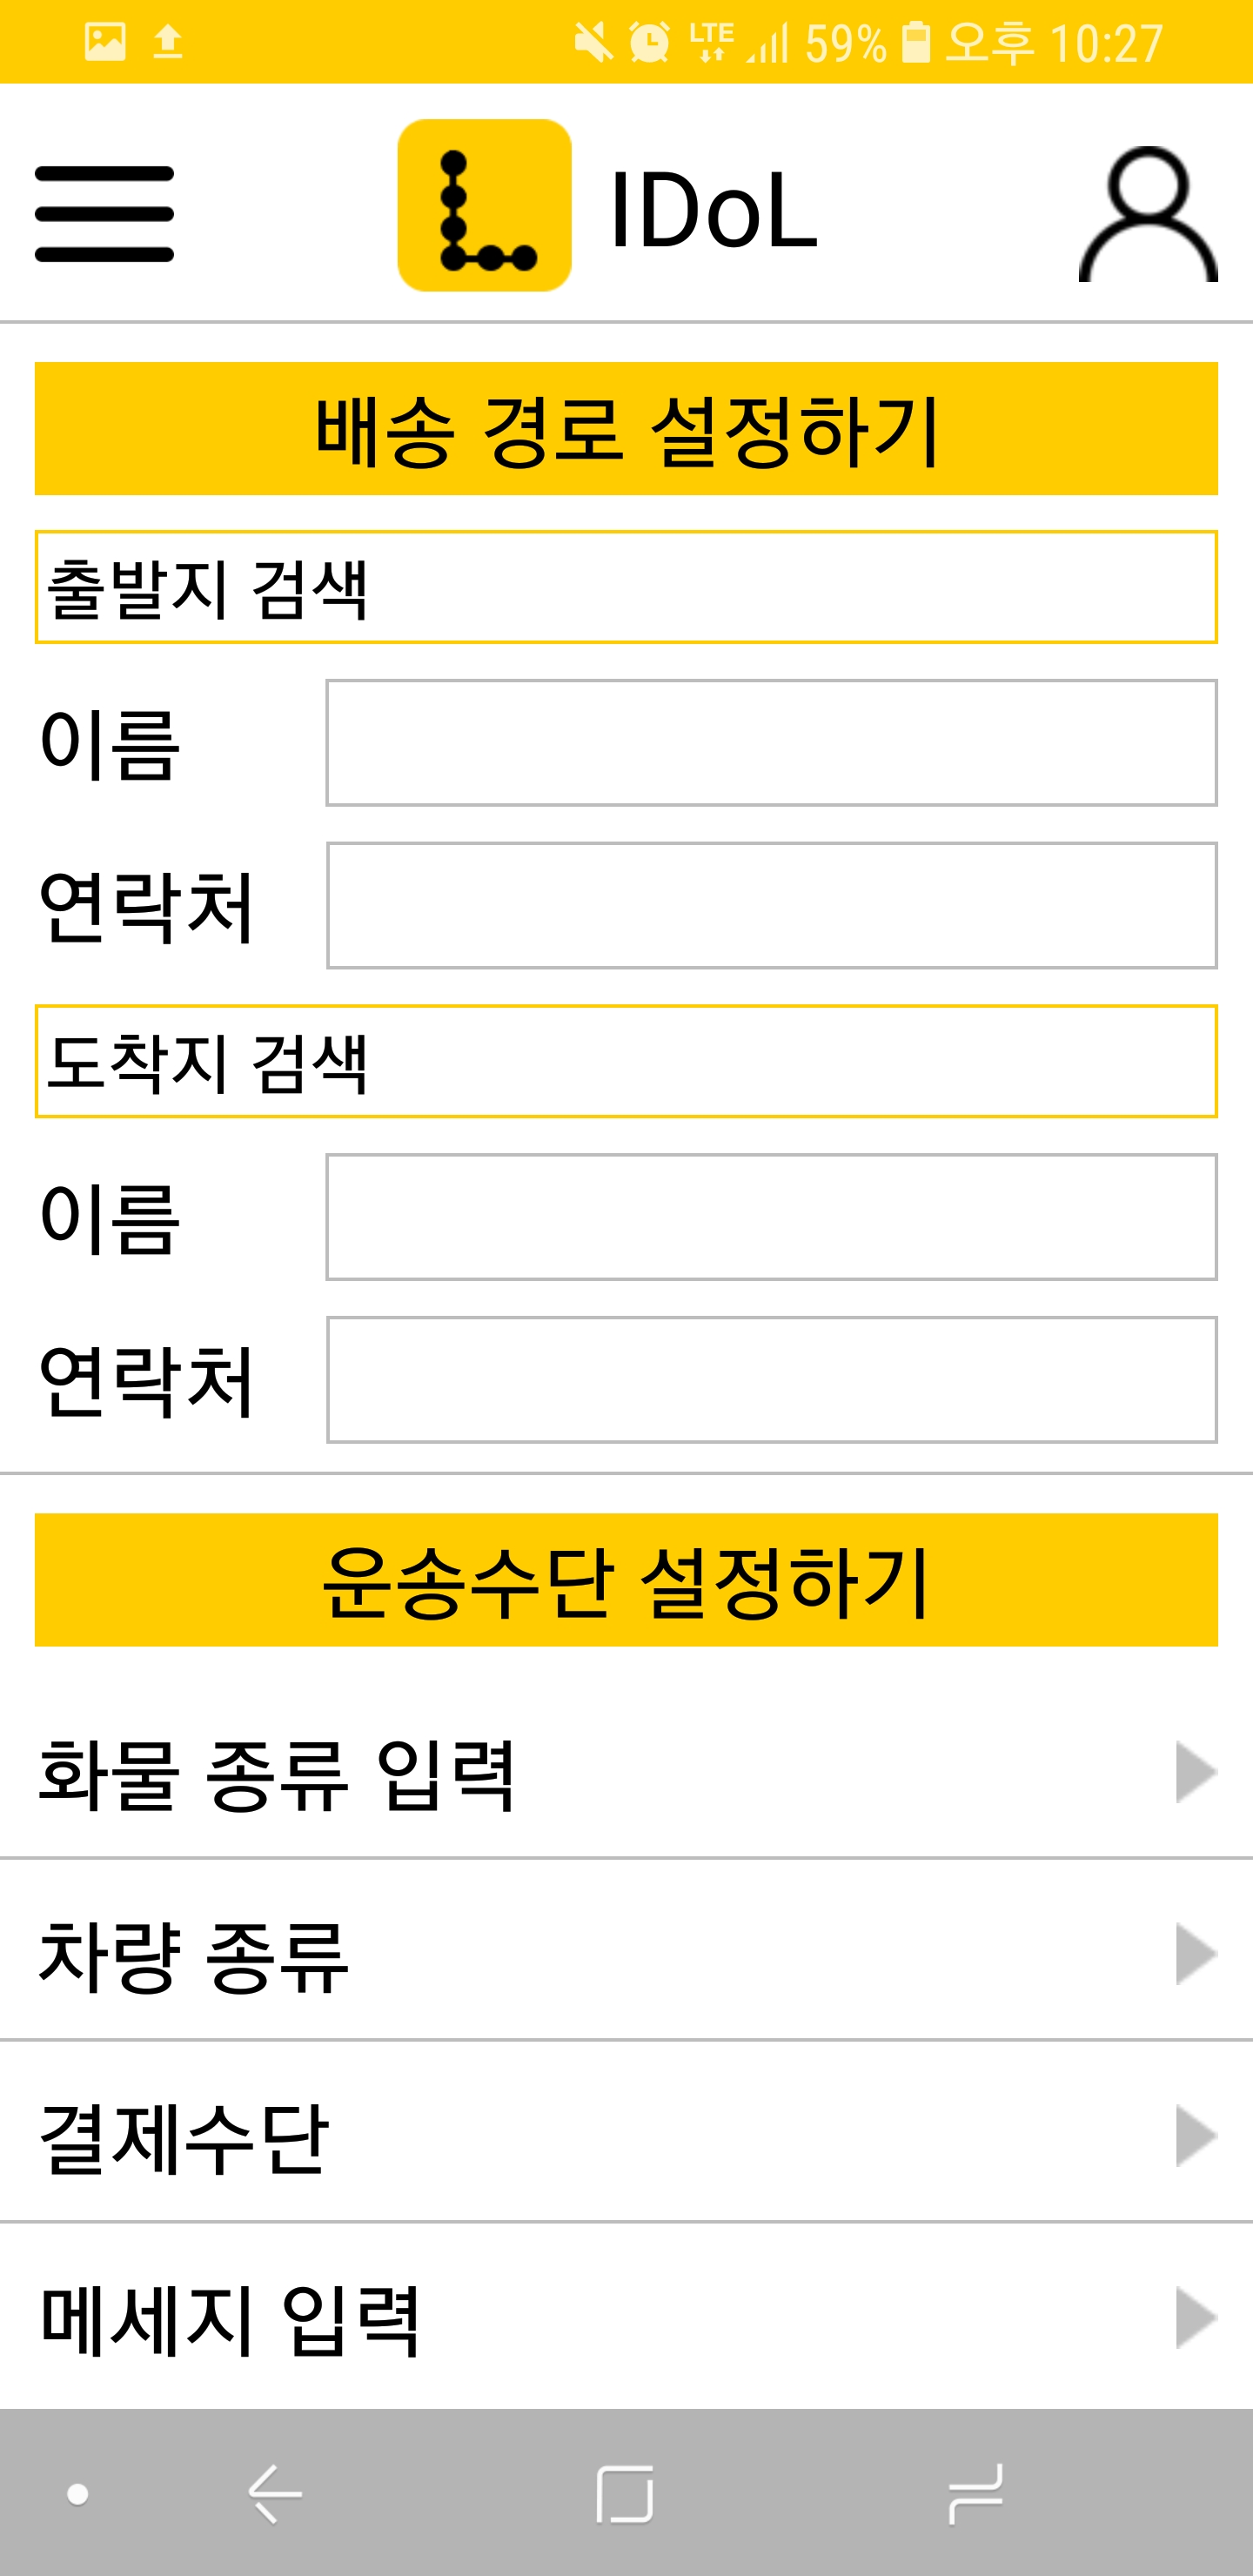 LTE 59% 오후 10:27
IDoL
배송 경로 설정하기
출발지 검색
이름
연락처
도착지 검색
이름
연락처
운송수단 설정하기
화물 종류 입력
차량 종류
결제수단
메세지 입력